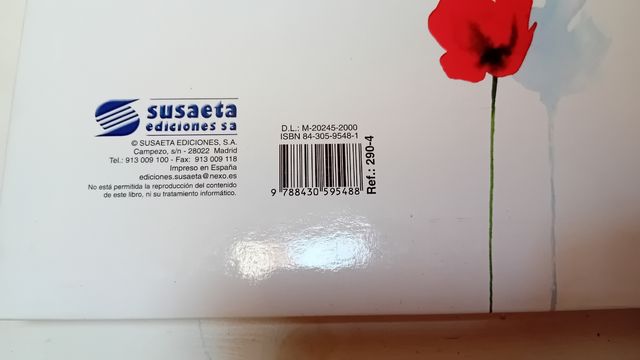 susaeta
ediciones sa
© SUSAETA EDICIONES, S.A.
Campezo, s/n - 28022 Madrid
Tel.: 913 009 100 - Fax: 913 009 118
Impreso en España
ediciones.susaeta@nexo.es
No está permitida la reproducción del contenido
de este libro, ni su tratamiento informático.
D.L.: M-20245-2000
ISBN 84-305-9548-1
9 788430 595488
Ref.: 290-4